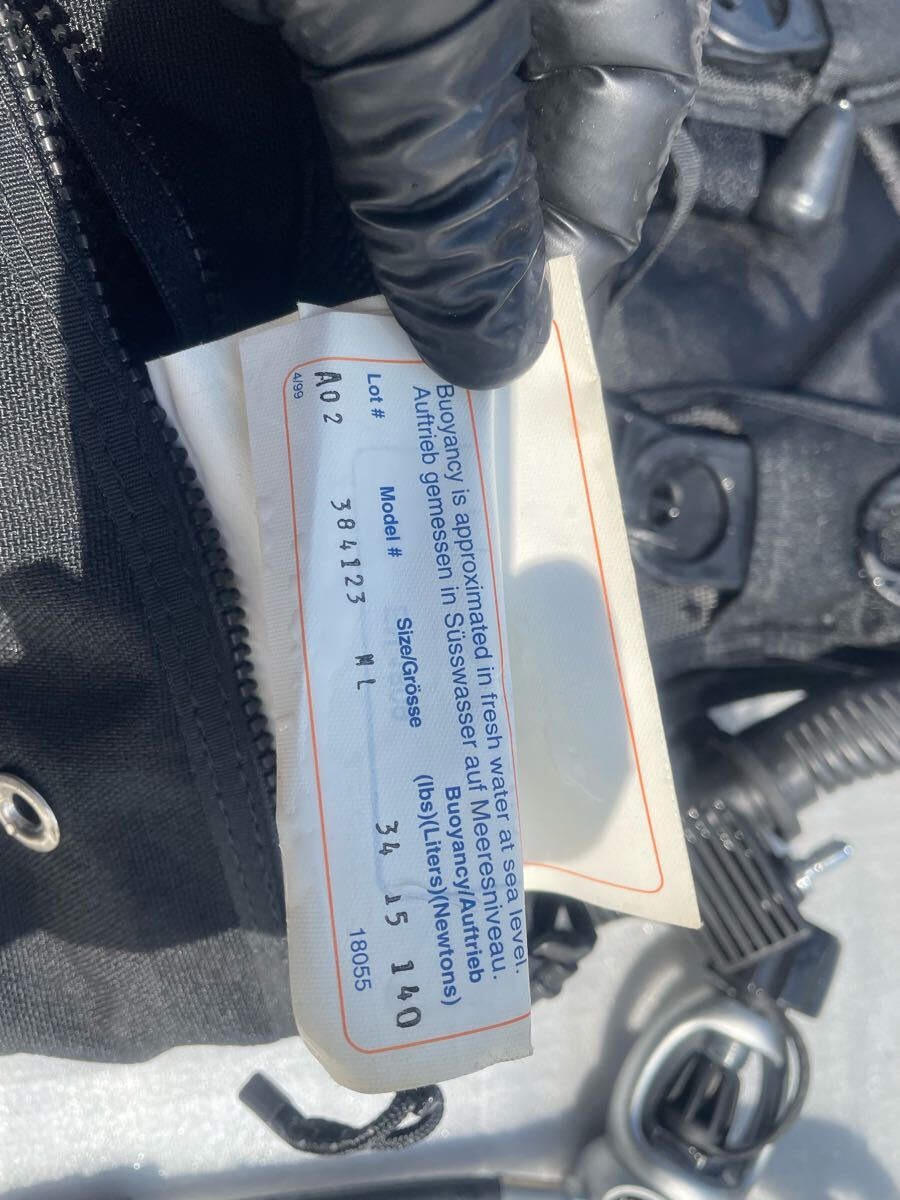 Buoyancy is approximated in fresh water at sea level.
Auftrieb gemessen in Süsswasser auf Meeresniveau.
Buoyancy/Auftrieb
Lot # Model # Size/Grösse (lbs)(Liters)(Newtons)
A02 384123 ML 34 15 140
4/99 18055